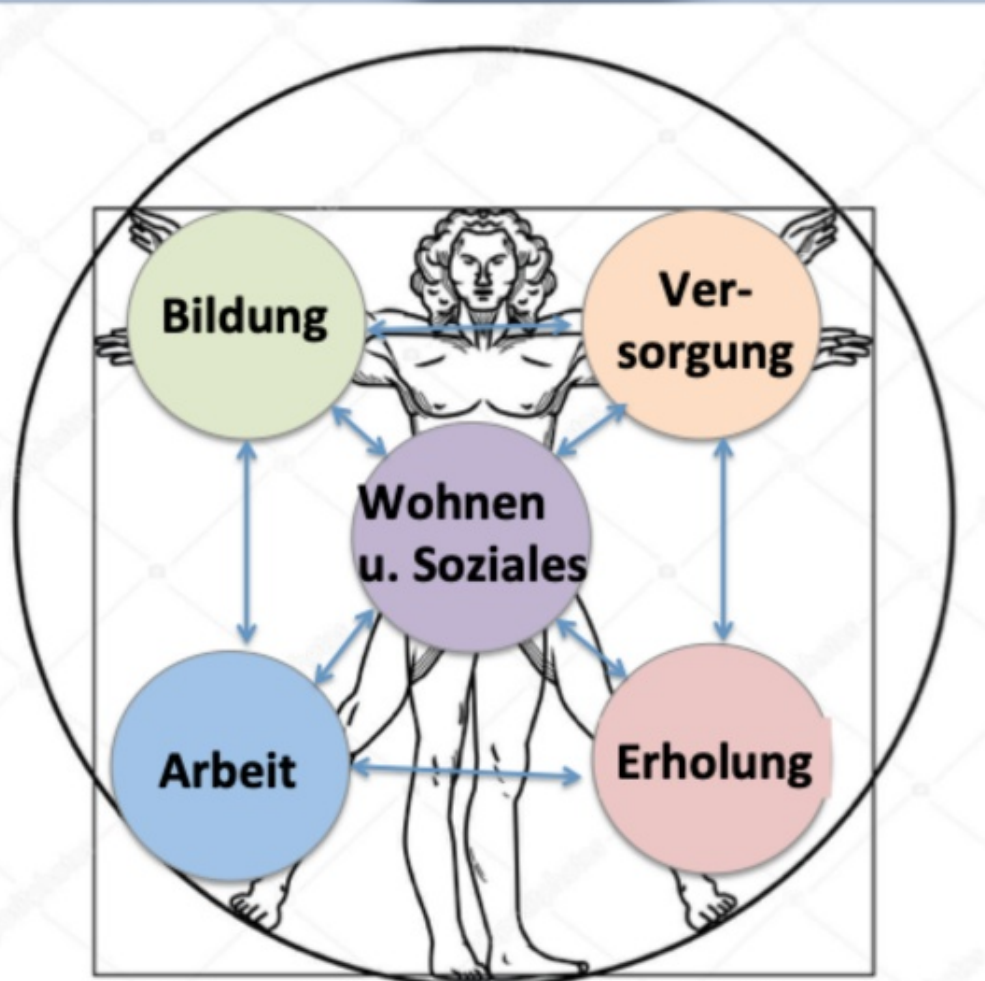 Bildung
Ver-
sorgung
Wohnen
u. Soziales
Arbeit
Erholung